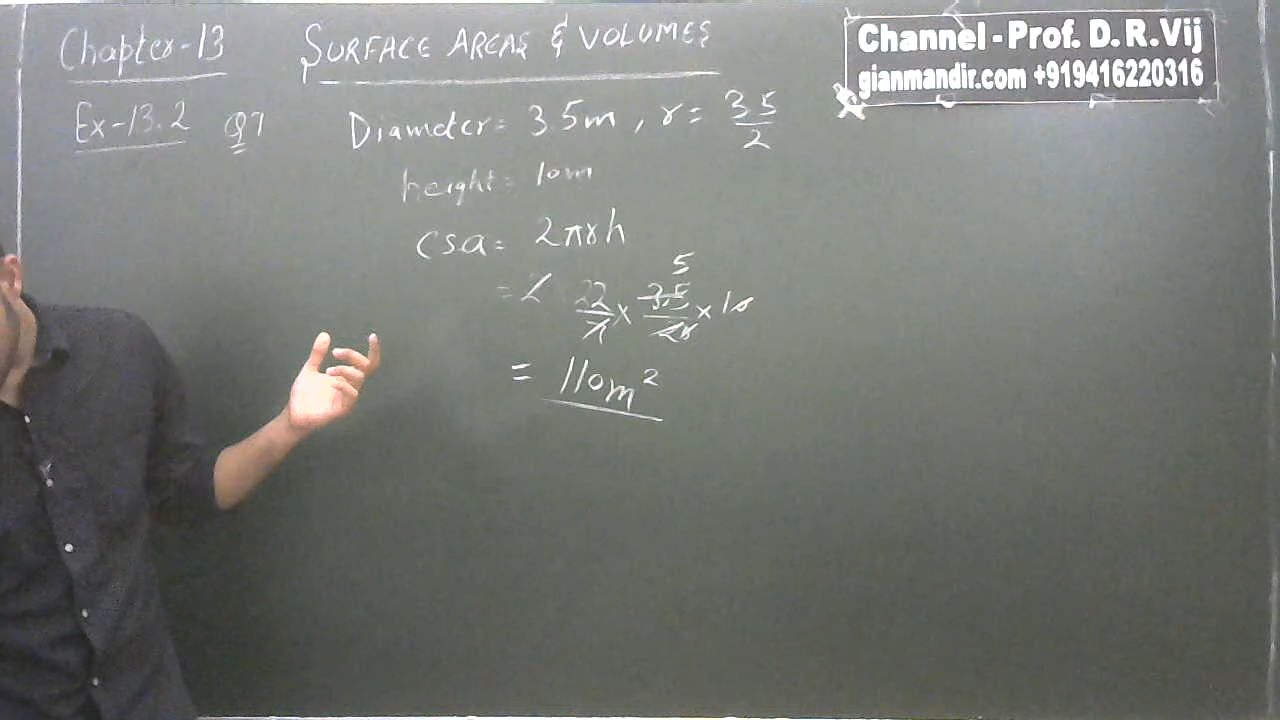 Chapter-13 SURFACE AREAS & VOLUMES
Channel - Prof. D. R. Vij
gianmandir.com +919416220316
Ex-13.2 Q7 Diameter = 3.5m, r = 3.5/2
height = 10m
CSA = 2πrh
= 2 22/7 × 3.5/20 × 10 5
= 110m²